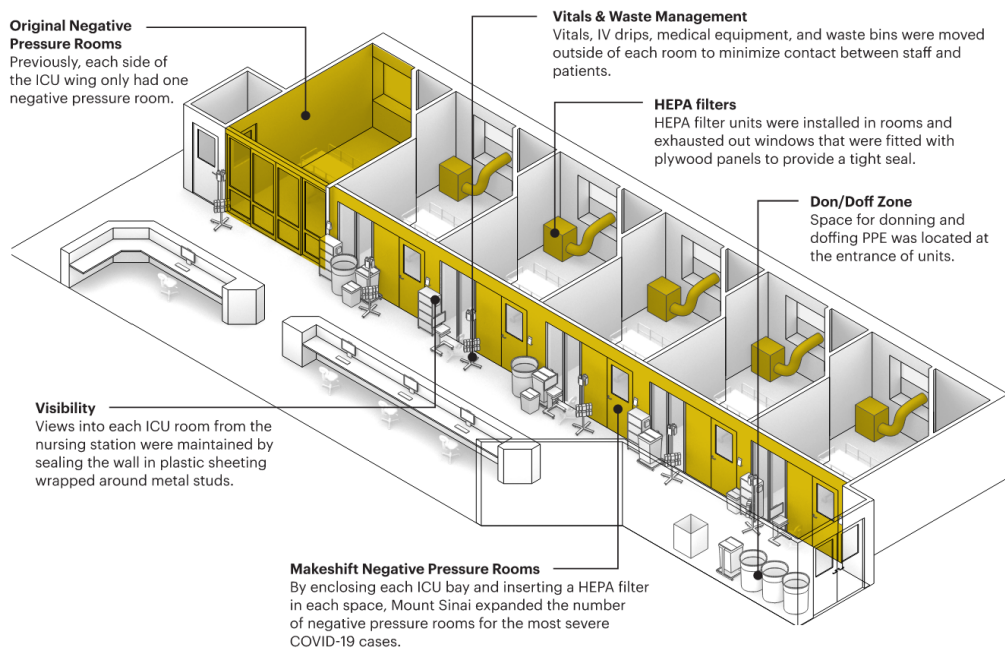 Original Negative
Pressure Rooms
Previously, each side of
the ICU wing only had one
negative pressure room.
Vitals & Waste Management
Vitals, IV drips, medical equipment, and waste bins were moved
outside of each room to minimize contact between staff and
patients.
HEPA filters
HEPA filter units were installed in rooms and
exhausted out windows that were fitted with
plywood panels to provide a tight seal.
Don/Doff Zone
Space for donning and
doffing PPE was located at
the entrance of units.
Visibility
Views into each ICU room from the
nursing station were maintained by
sealing the wall in plastic sheeting
wrapped around metal studs.
Makeshift Negative Pressure Rooms
By enclosing each ICU bay and inserting a HEPA filter
in each space, Mount Sinai expanded the number
of negative pressure rooms for the most severe
COVID-19 cases.